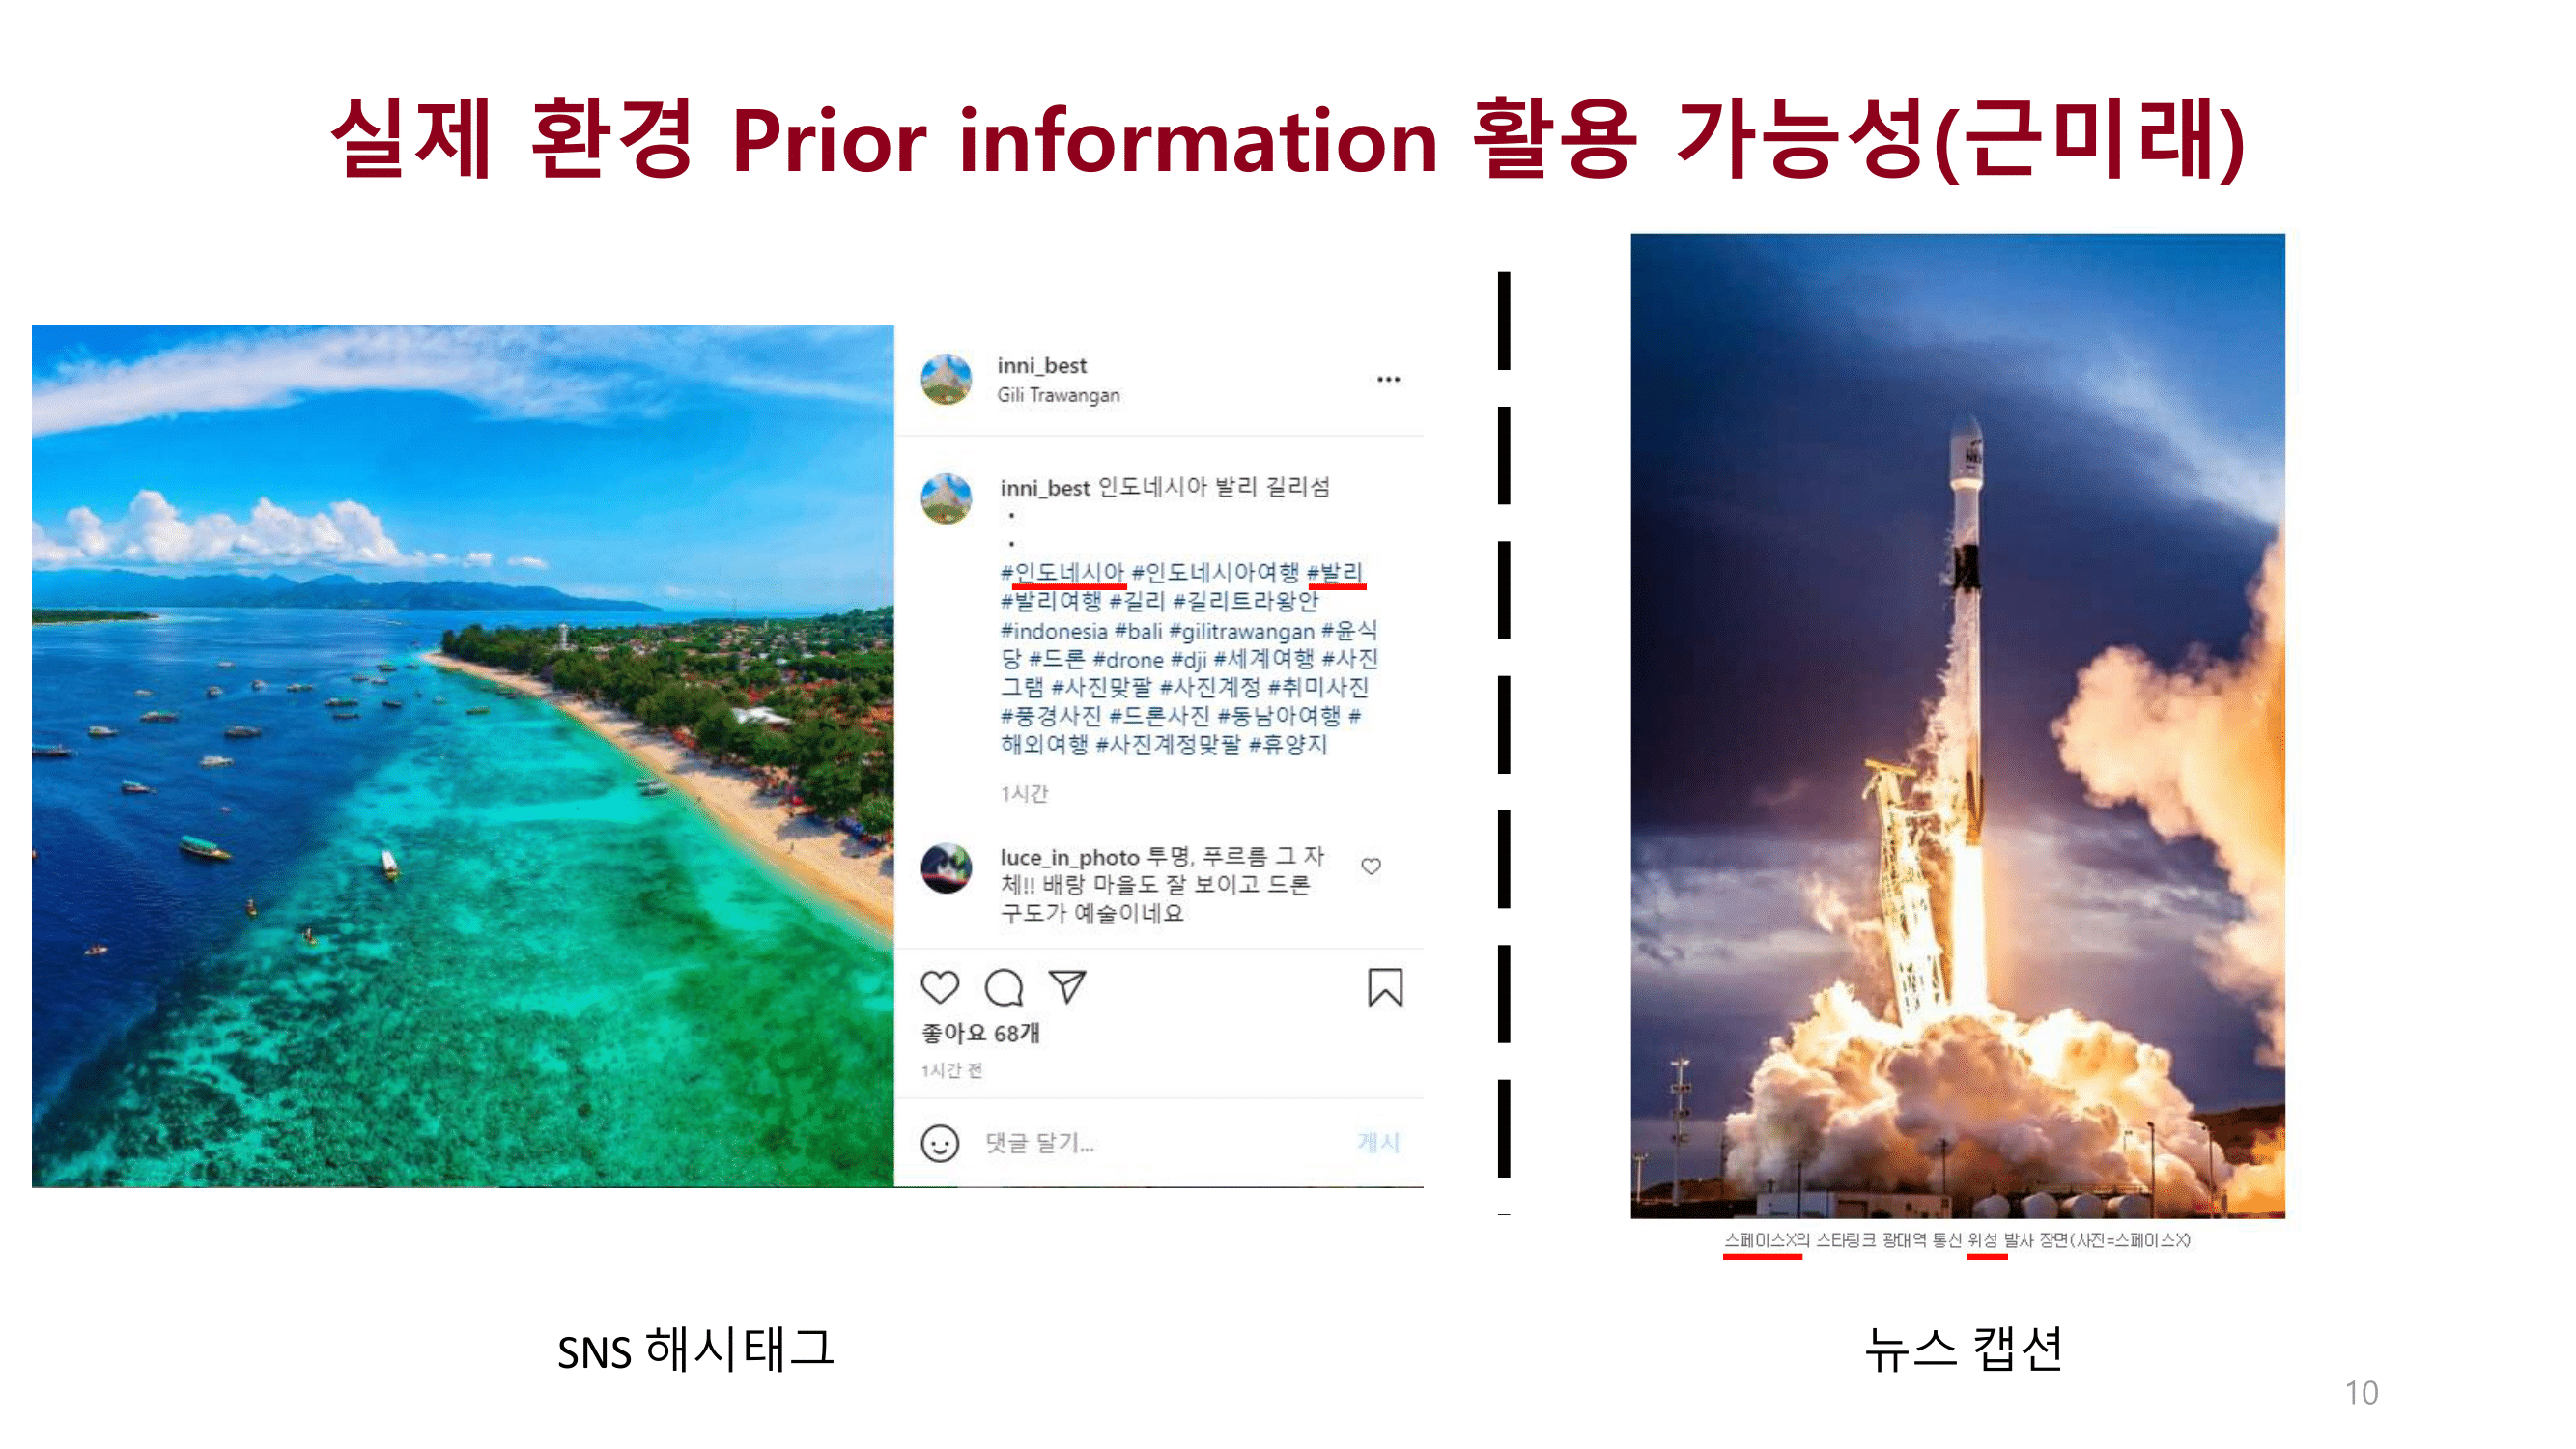 실제 환경 Prior information 활용 가능성(근미래)
inni_best
Gili Trawangan
inni_best 인도네시아 발리 길리섬
.
.
#인도네시아 #인도네시아여행 #발리
#발리여행 #길리 #길리트라왕안
#indonesia #bali #gilitrawangan #윤식
당 #드론 #drone #dji #세계여행 #사진
그램 #사진맞팔 #사진계정 #취미사진
#풍경사진 #드론사진 #동남아여행 #
해외여행 #사진계정맞팔 #휴양지
1시간
luce_in_photo 투명, 푸르름 그 자
체!! 배랑 마을도 잘 보이고 드론
구도가 예술이네요
좋아요 68개
1시간 전
댓글 달기...
게시
스페이스X의 스타링크 광대역 통신 위성 발사 장면(사진=스페이스X)
SNS 해시태그
뉴스 캡션
10